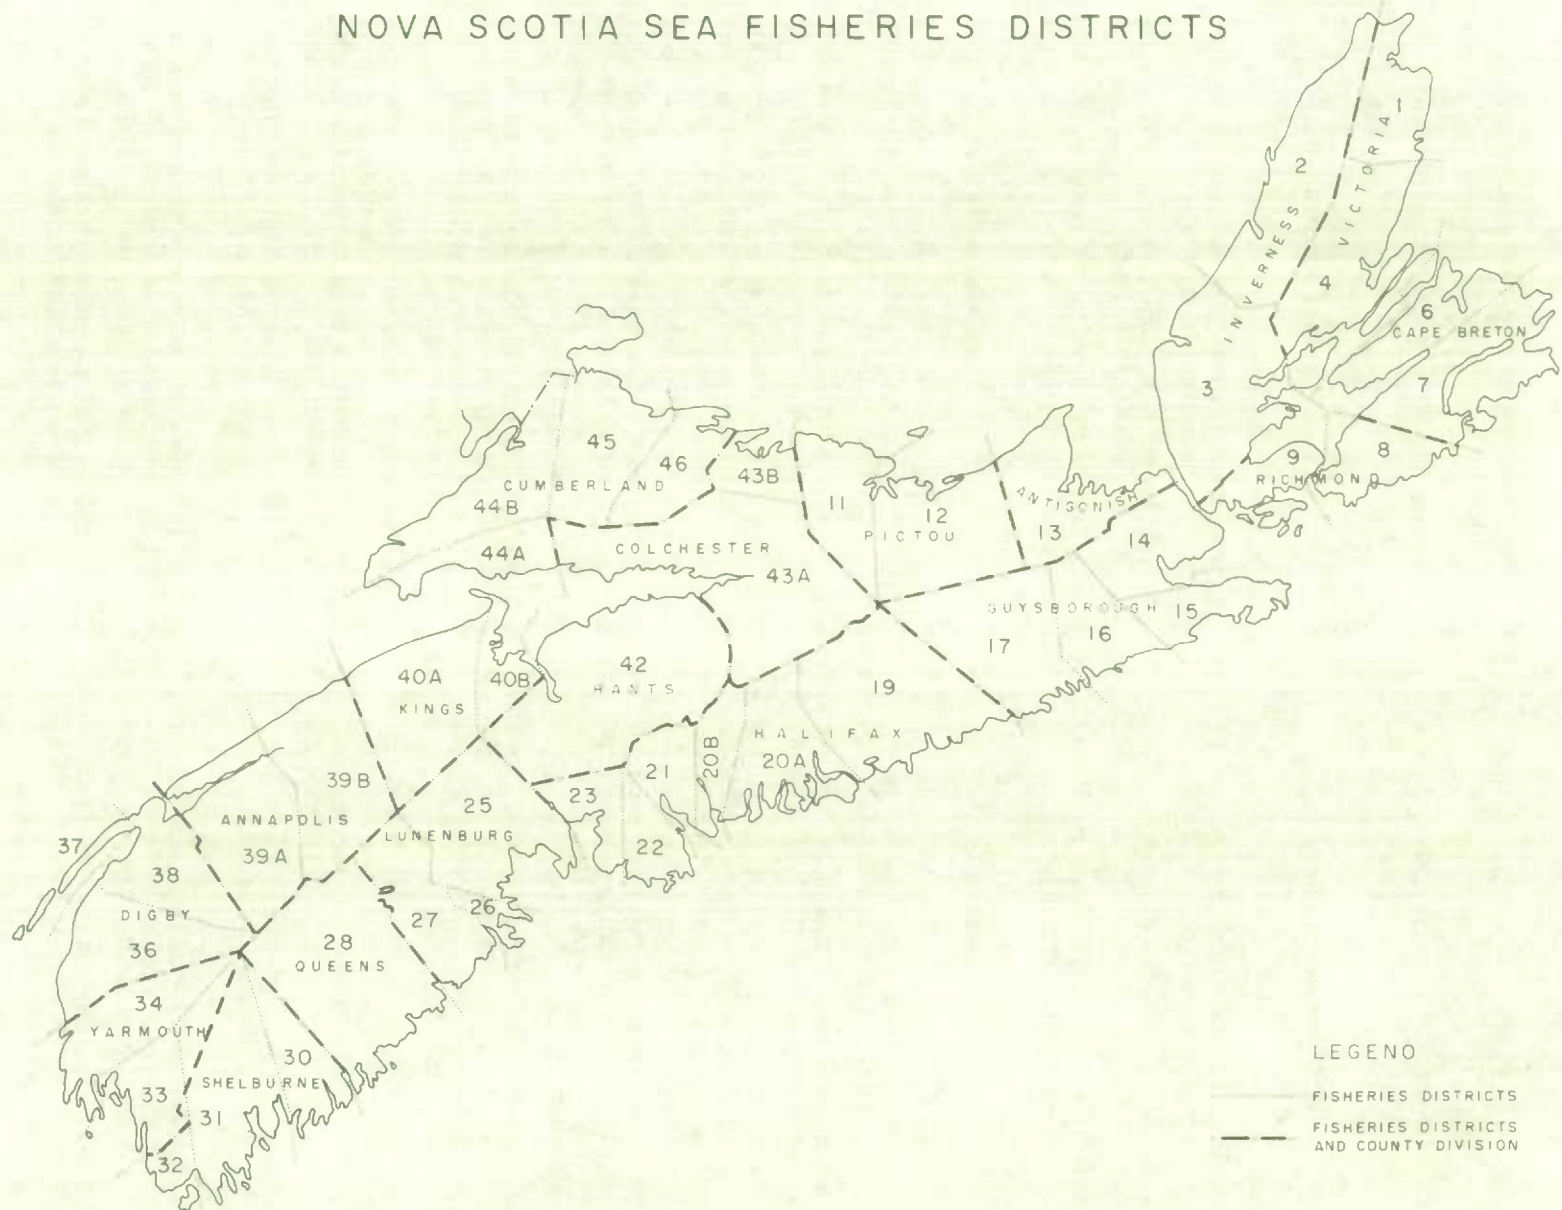 NOVA SCOTIA SEA FISHERIES DISTRICTS
1
2
VICTORIA
INVERNESS
4
6
CAPE BRETON
3
7
8
9
RICHMOND
45
46
43B
CUMBERLAND
44B
11
12
PICTOU
ANTIGONISH
13
14
44A
COLCHESTER
43A
GUYSBOROUGH
15
16
17
42
HANTS
40A
40B
KINGS
19
HALIFAX
20B
20A
21
39B
23
25
LUNENBURG
ANNAPOLIS
39A
37
38
22
DIGBY
36
26
27
28
QUEENS
34
YARMOUTH
30
SHELBURNE
33
31
32
LEGENO
FISHERIES DISTRICTS
FISHERIES DISTRICTS
AND COUNTY DIVISION